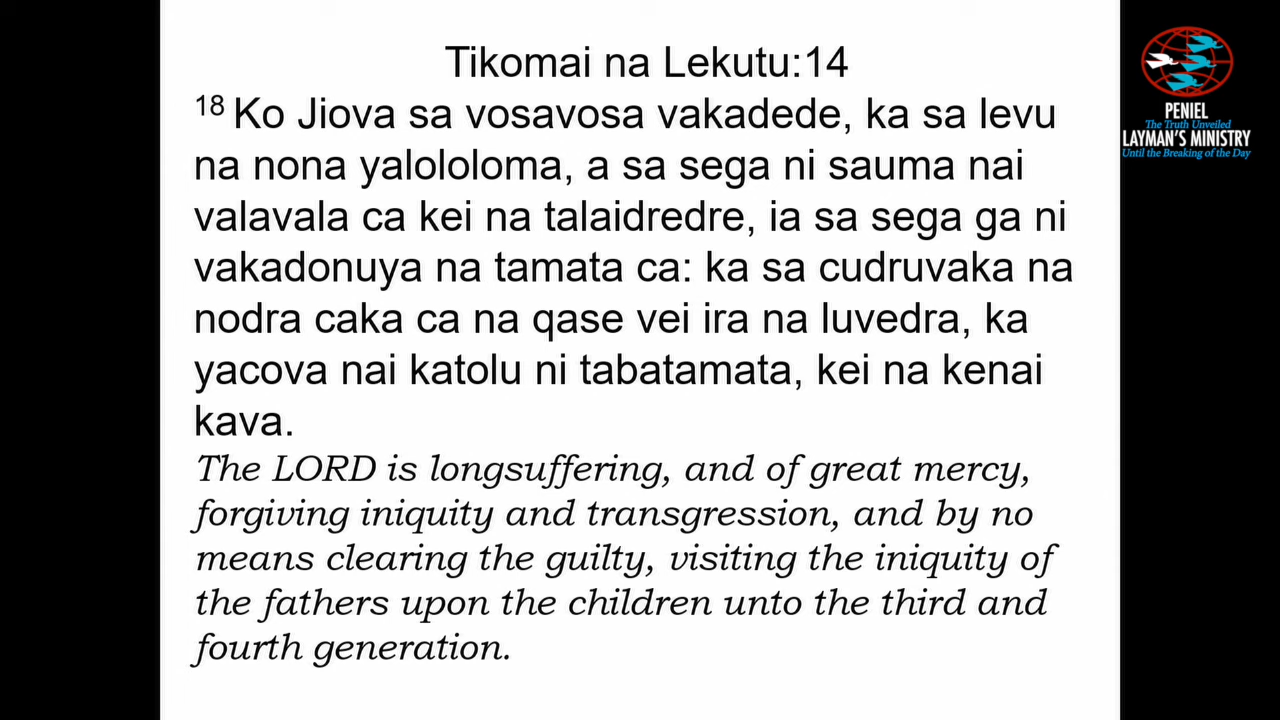 Tikomai na Lekutu:14
18 Ko Jiova sa vosavosa vakadede, ka sa levu
na nona yalololoma, a sa sega ni sauma nai
valavala ca kei na talaidredre, ia sa sega ga ni
vakadonuya na tamata ca: ka sa cudruvaka na
nodra caka ca na qase vei ira na luvedra, ka
yacova nai katolu ni tabatamata, kei na kenai
kava.
The LORD is longsuffering, and of great mercy,
forgiving iniquity and transgression, and by no
means clearing the guilty, visiting the iniquity of
the fathers upon the children unto the third and
fourth generation.
PENIEL
The Truth Unveiled
LAYMAN'S MINISTRY
Until the Breaking of the Day